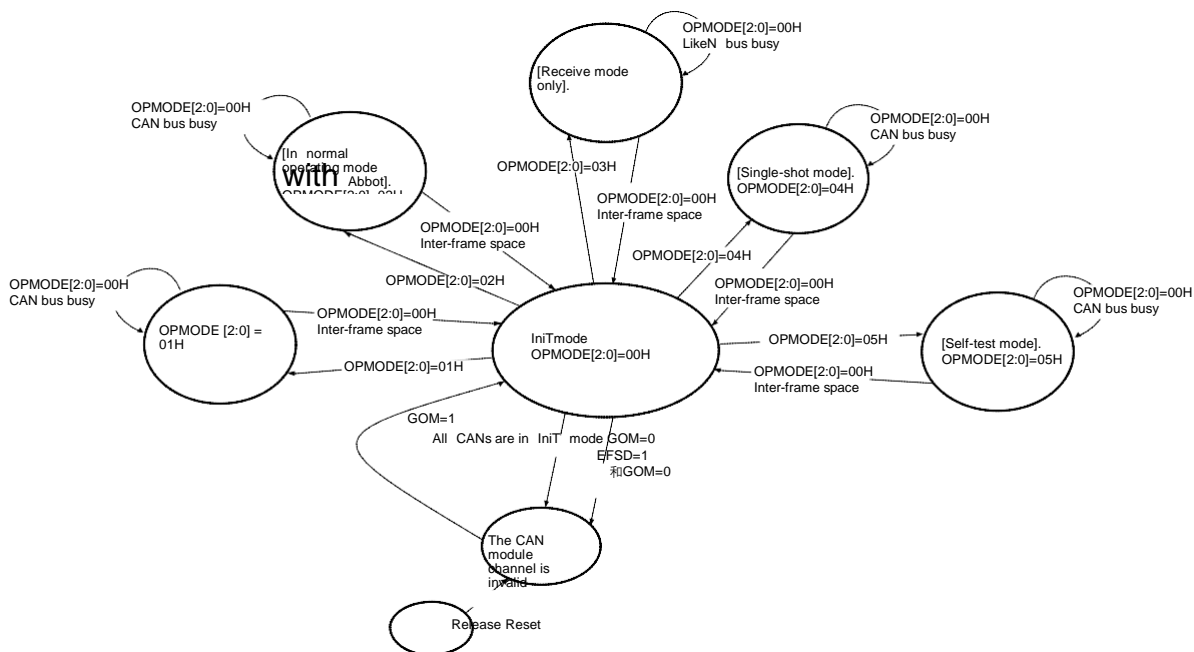 OPMODE[2:0]=00H
LikeN bus busy
[Receive mode
only].
OPMODE[2:0]=00H
CAN bus busy
OPMODE[2:0]=00H
CAN bus busy
[In normal
operating mode
with Abbot].
OPMODE[2:0]=02H
OPMODE[2:0]=03H
[Single-shot mode].
OPMODE[2:0]=04H
OPMODE[2:0]=00H
Inter-frame space
OPMODE[2:0]=00H
Inter-frame space
OPMODE[2:0]=04H
OPMODE[2:0]=02H
OPMODE[2:0]=00H
Inter-frame space
OPMODE[2:0]=00H
CAN bus busy
OPMODE[2:0]=00H
CAN bus busy
OPMODE [2:0] =
01H
OPMODE[2:0]=00H
Inter-frame space
IniTmode
OPMODE[2:0]=00H
OPMODE[2:0]=05H
[Self-test mode].
OPMODE[2:0]=05H
OPMODE[2:0]=01H
OPMODE[2:0]=00H
Inter-frame space
GOM=1
All CANs are in IniT mode GOM=0
EFSD=1
和GOM=0
The CAN
module
channel is
invalid
Release Reset